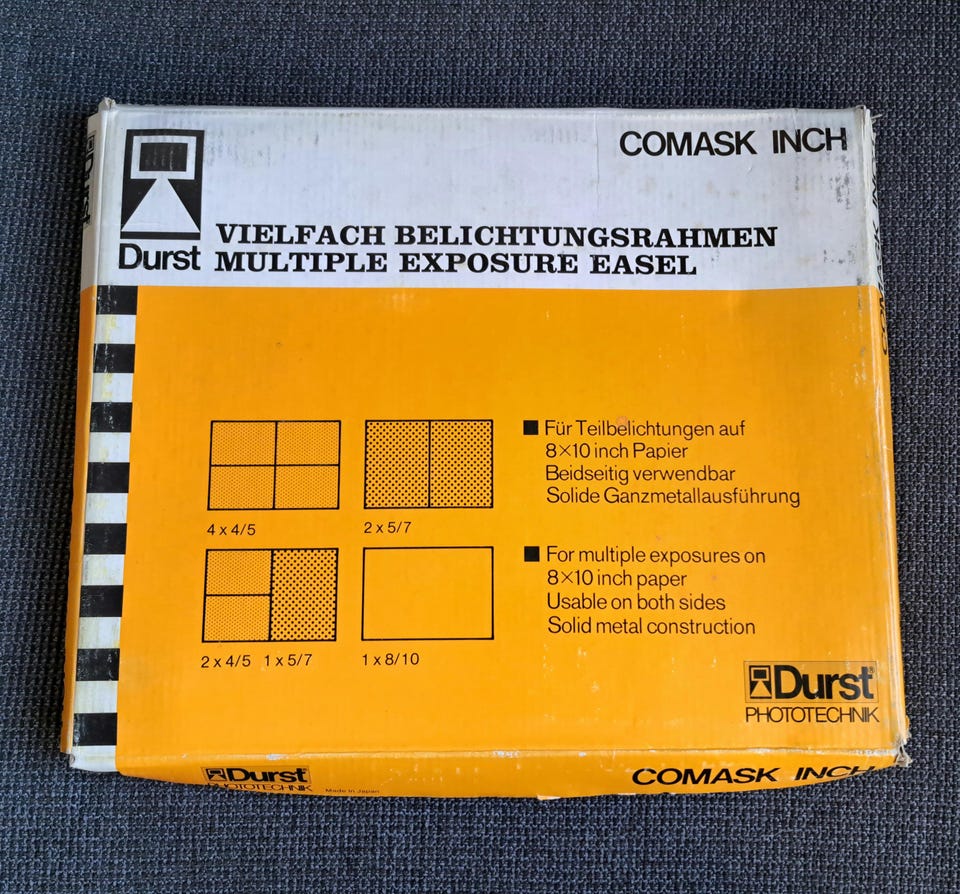 COMASK INCH
Durst
VIELFACH BELICHTUNGSRAHMEN
MULTIPLE EXPOSURE EASEL
Durst
4 x 4/5
2 x 5/7
2 x 4/5 1 x 5/7
1 x 8/10
■ Für Teilbelichtungen auf
8×10 inch Papier
Beidseitig verwendbar
Solide Ganzmetallausführung
■ For multiple exposures on
8×10 inch paper
Usable on both sides
Solid metal construction
Durst®
PHOTOTECHNIK
Durst®
PHOTOTECHNIK
Made in Japan
COMASK INCH